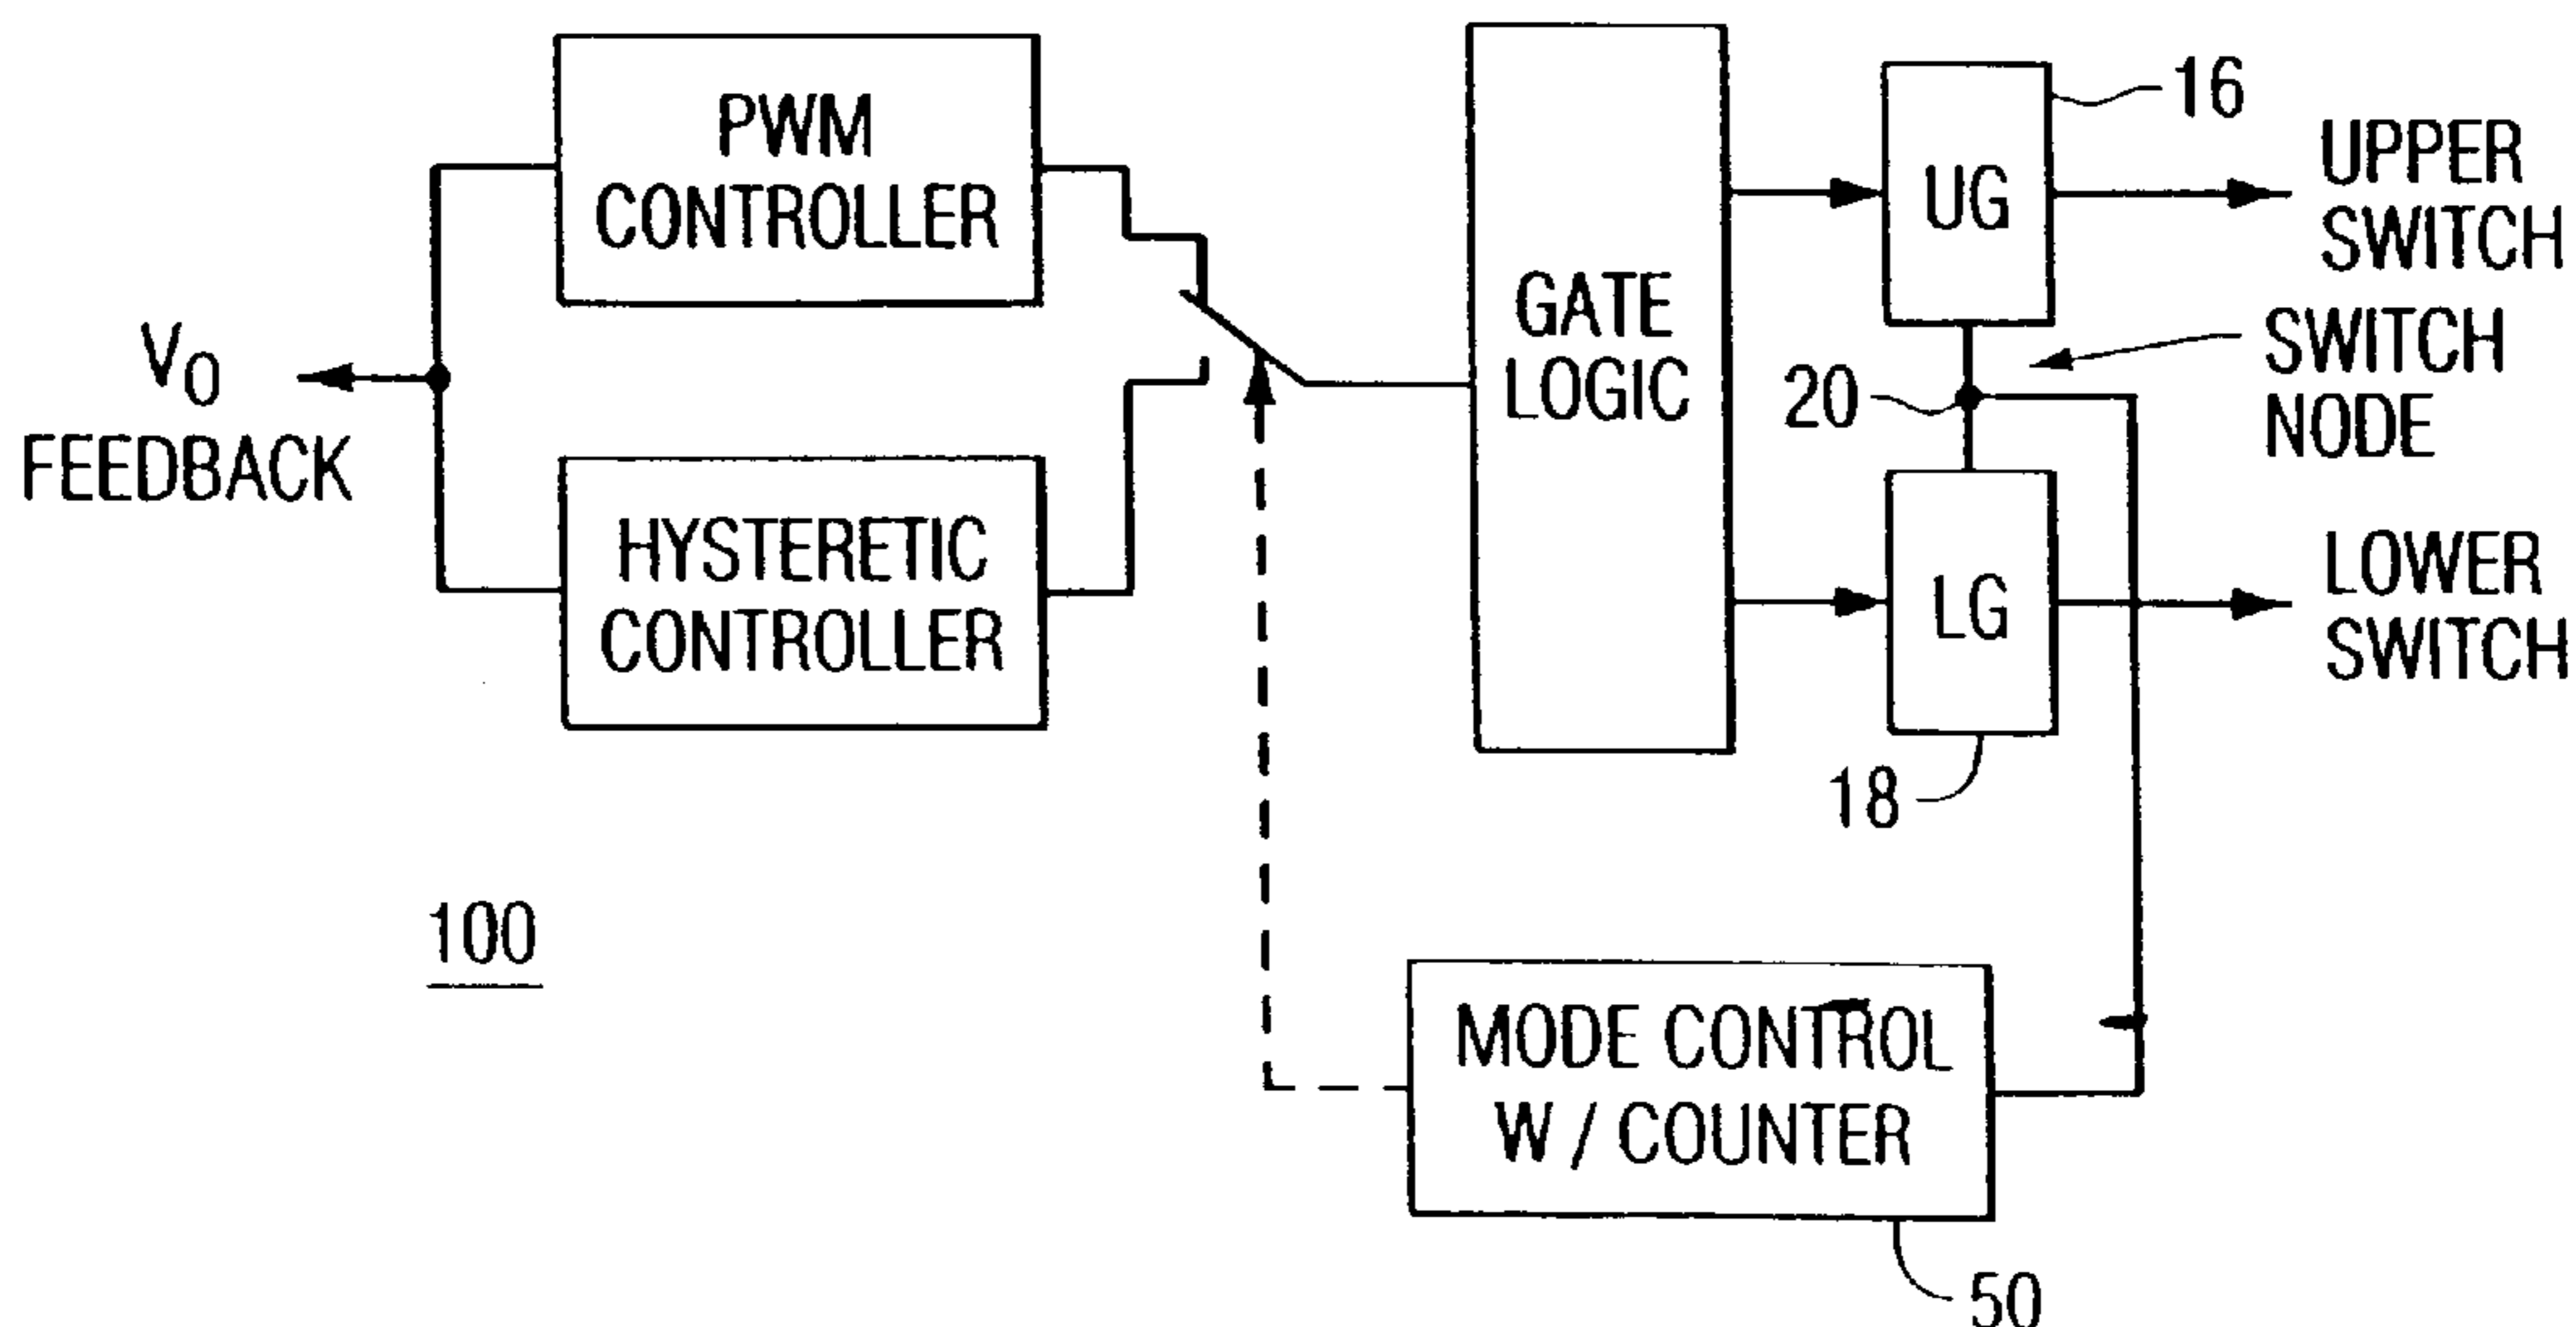 PWM
CONTROLLER
V0
FEEDBACK
HYSTERETIC
CONTROLLER
GATE
LOGIC
UG
16
UPPER
SWITCH
20
SWITCH
NODE
LG
LOWER
SWITCH
18
100
MODE CONTROL
W / COUNTER
50